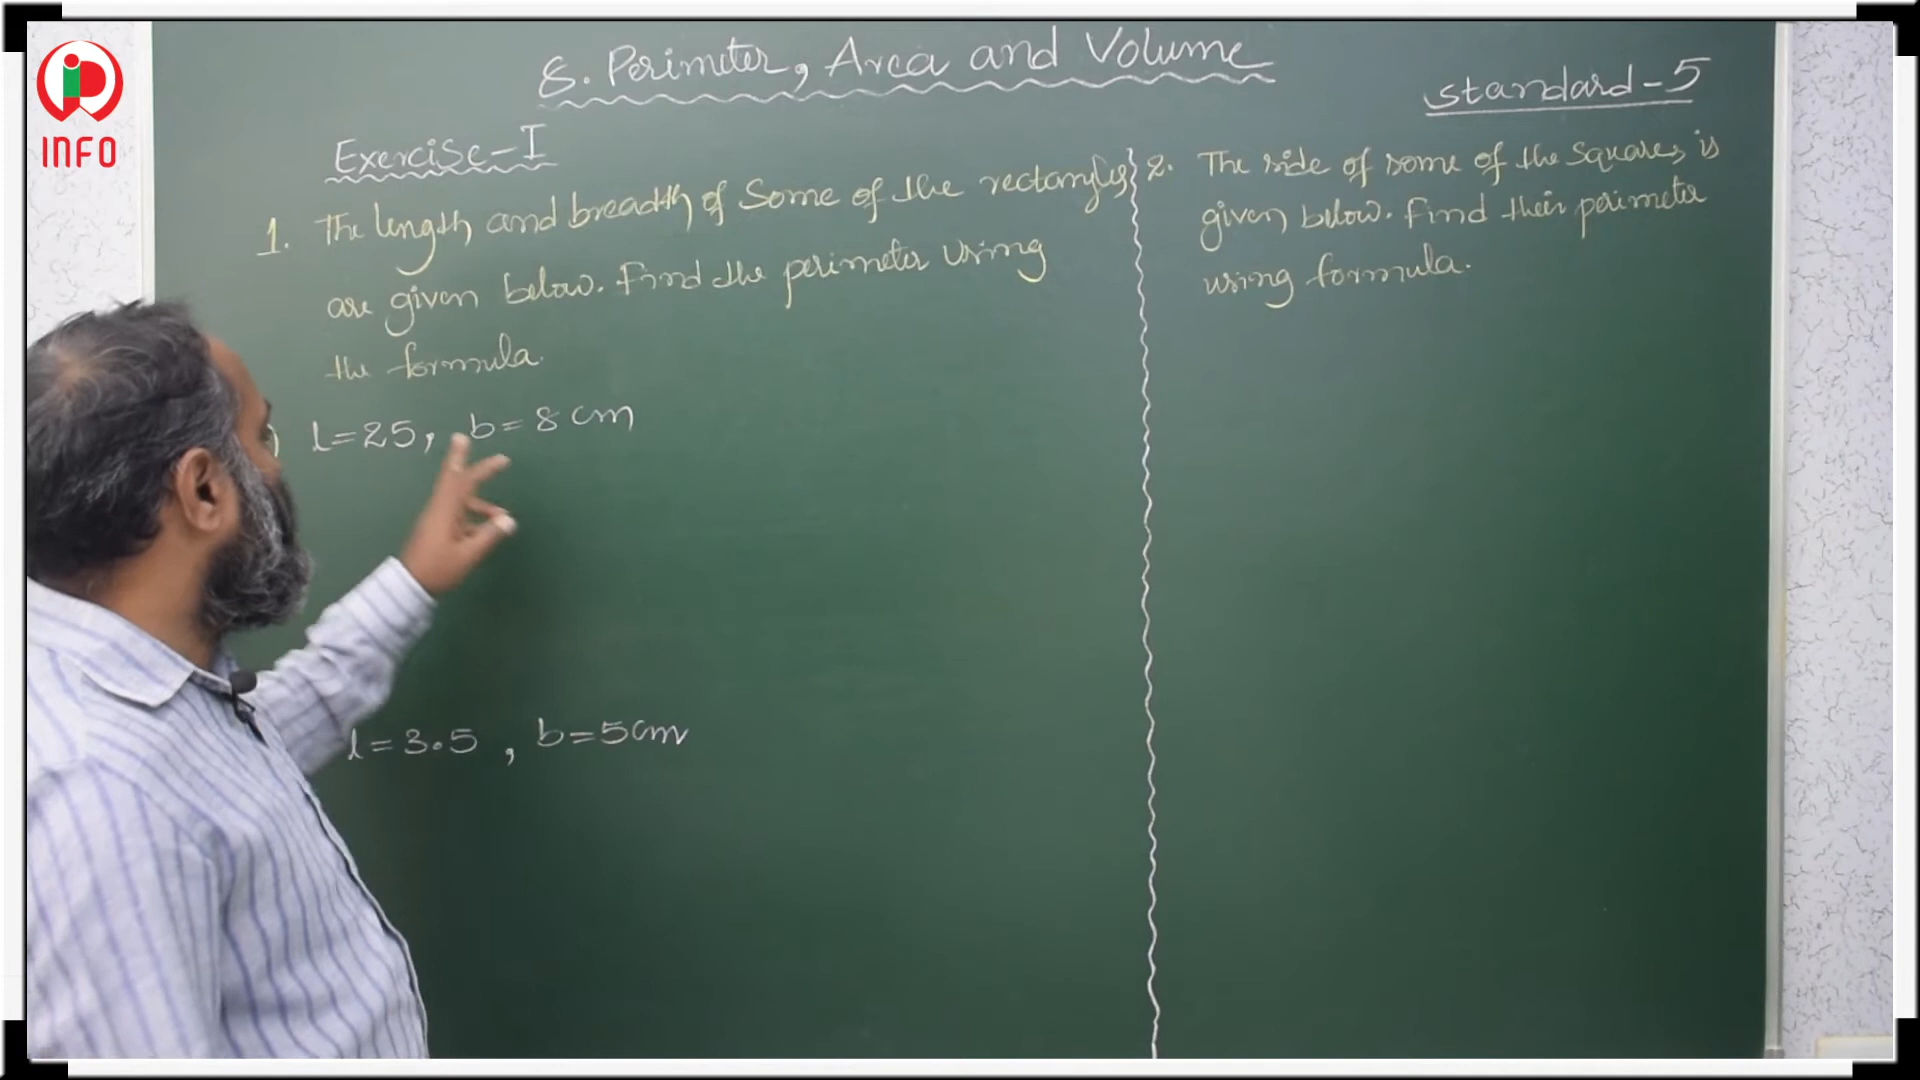 INFO
8. Perimeter, Area and Volume
Standard-5
Exercise-I
1. The length and breadth of Some of the rectangles
are given below. Find the perimeter using
the formula.
) l=25, b=8 cm
l=3.5 , b=5cm
2. The side of some of the squares is
given below. Find their perimeter
using formula.